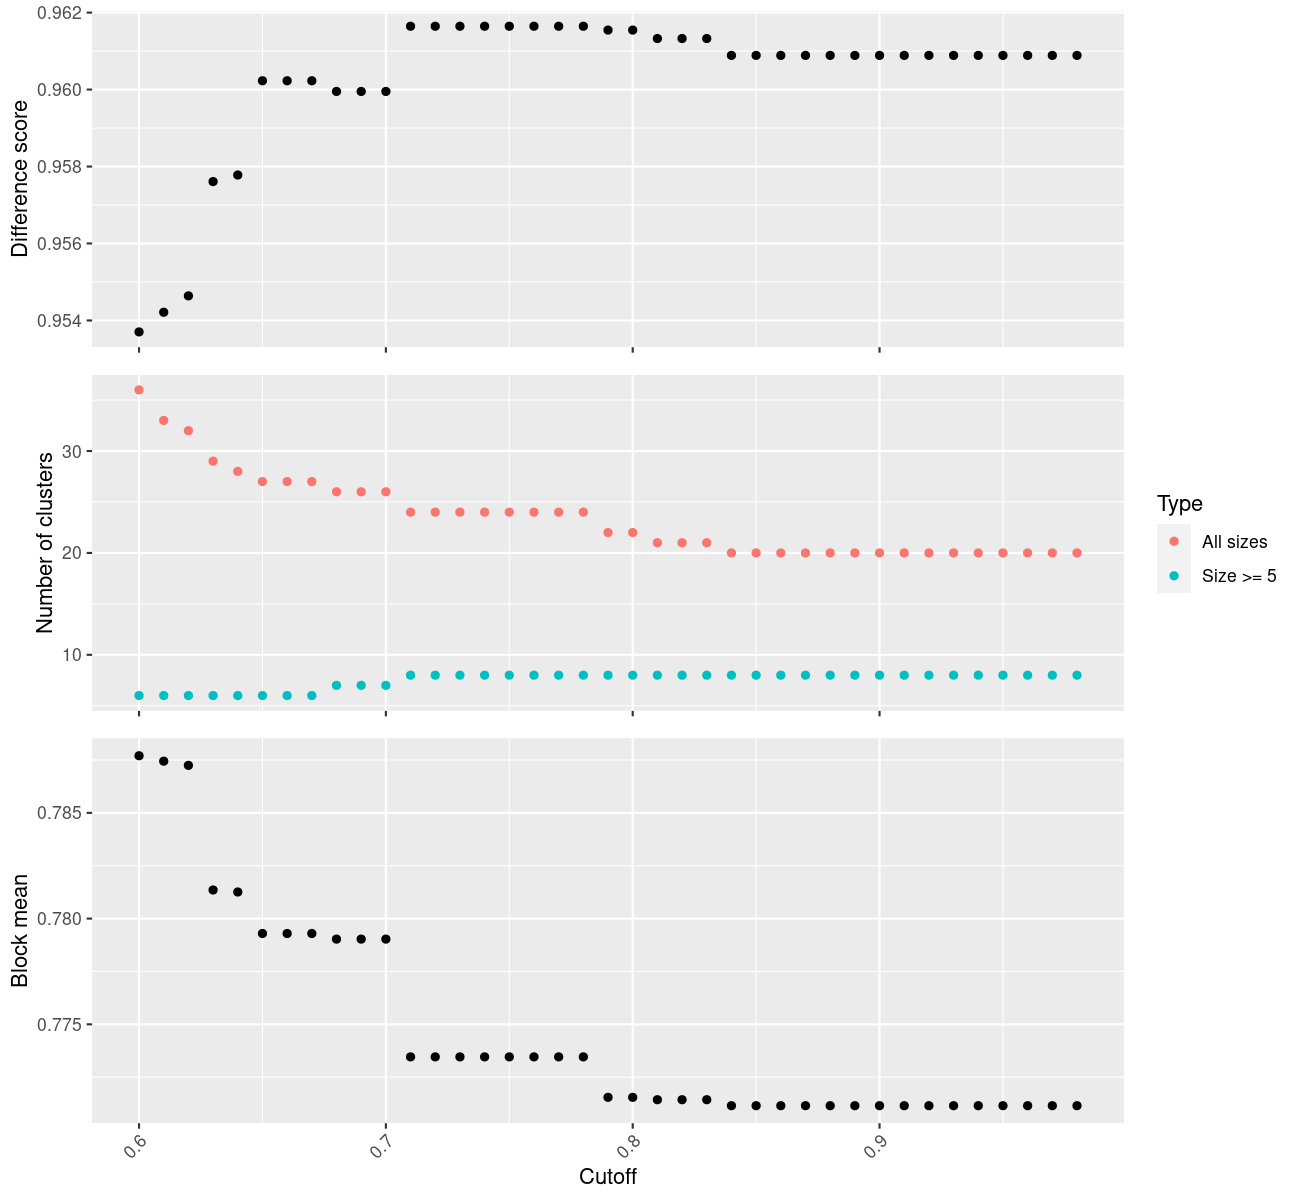 0.962
0.960
0.958
0.956
0.954
Difference score
30
20
10
Number of clusters
Type
All sizes
Size >= 5
0.785
0.780
0.775
Block mean
0.6
0.7
0.8
0.9
Cutoff